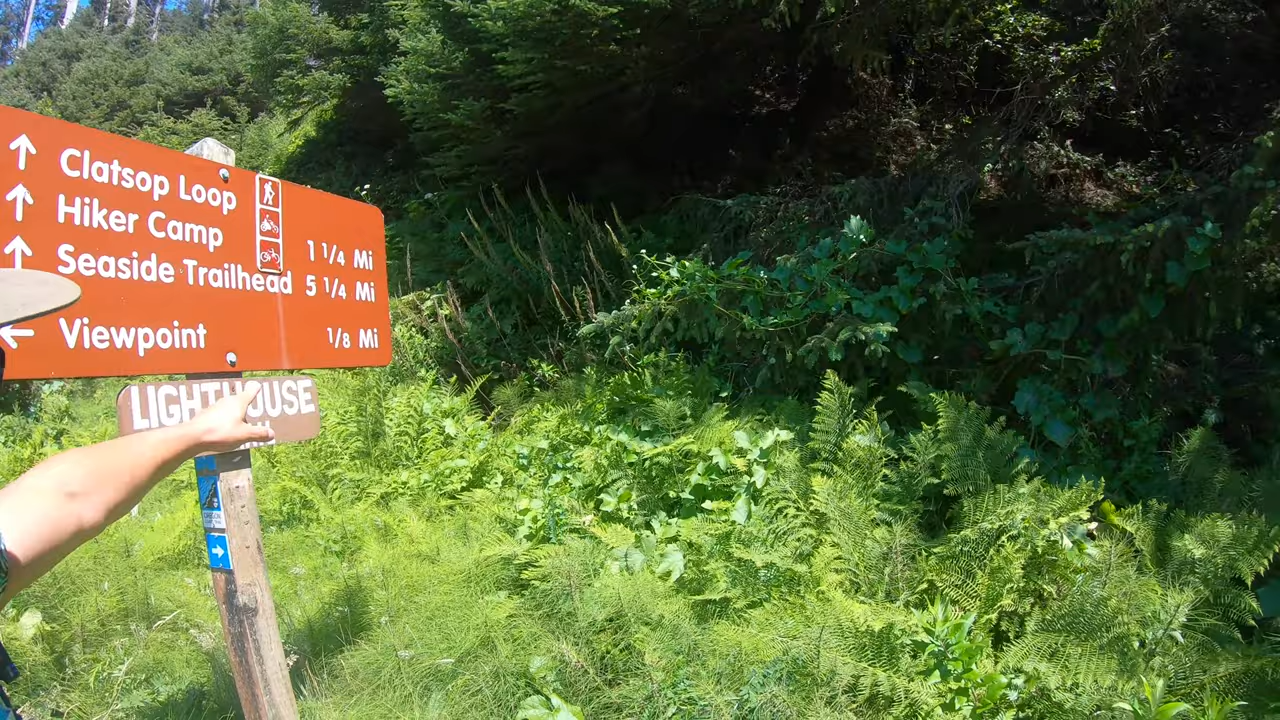 Clatsop Loop
Hiker Camp 1 1/4 Mi
Seaside Trailhead 5 1/4 Mi
Viewpoint 1/8 Mi
LIGHTHOUSE